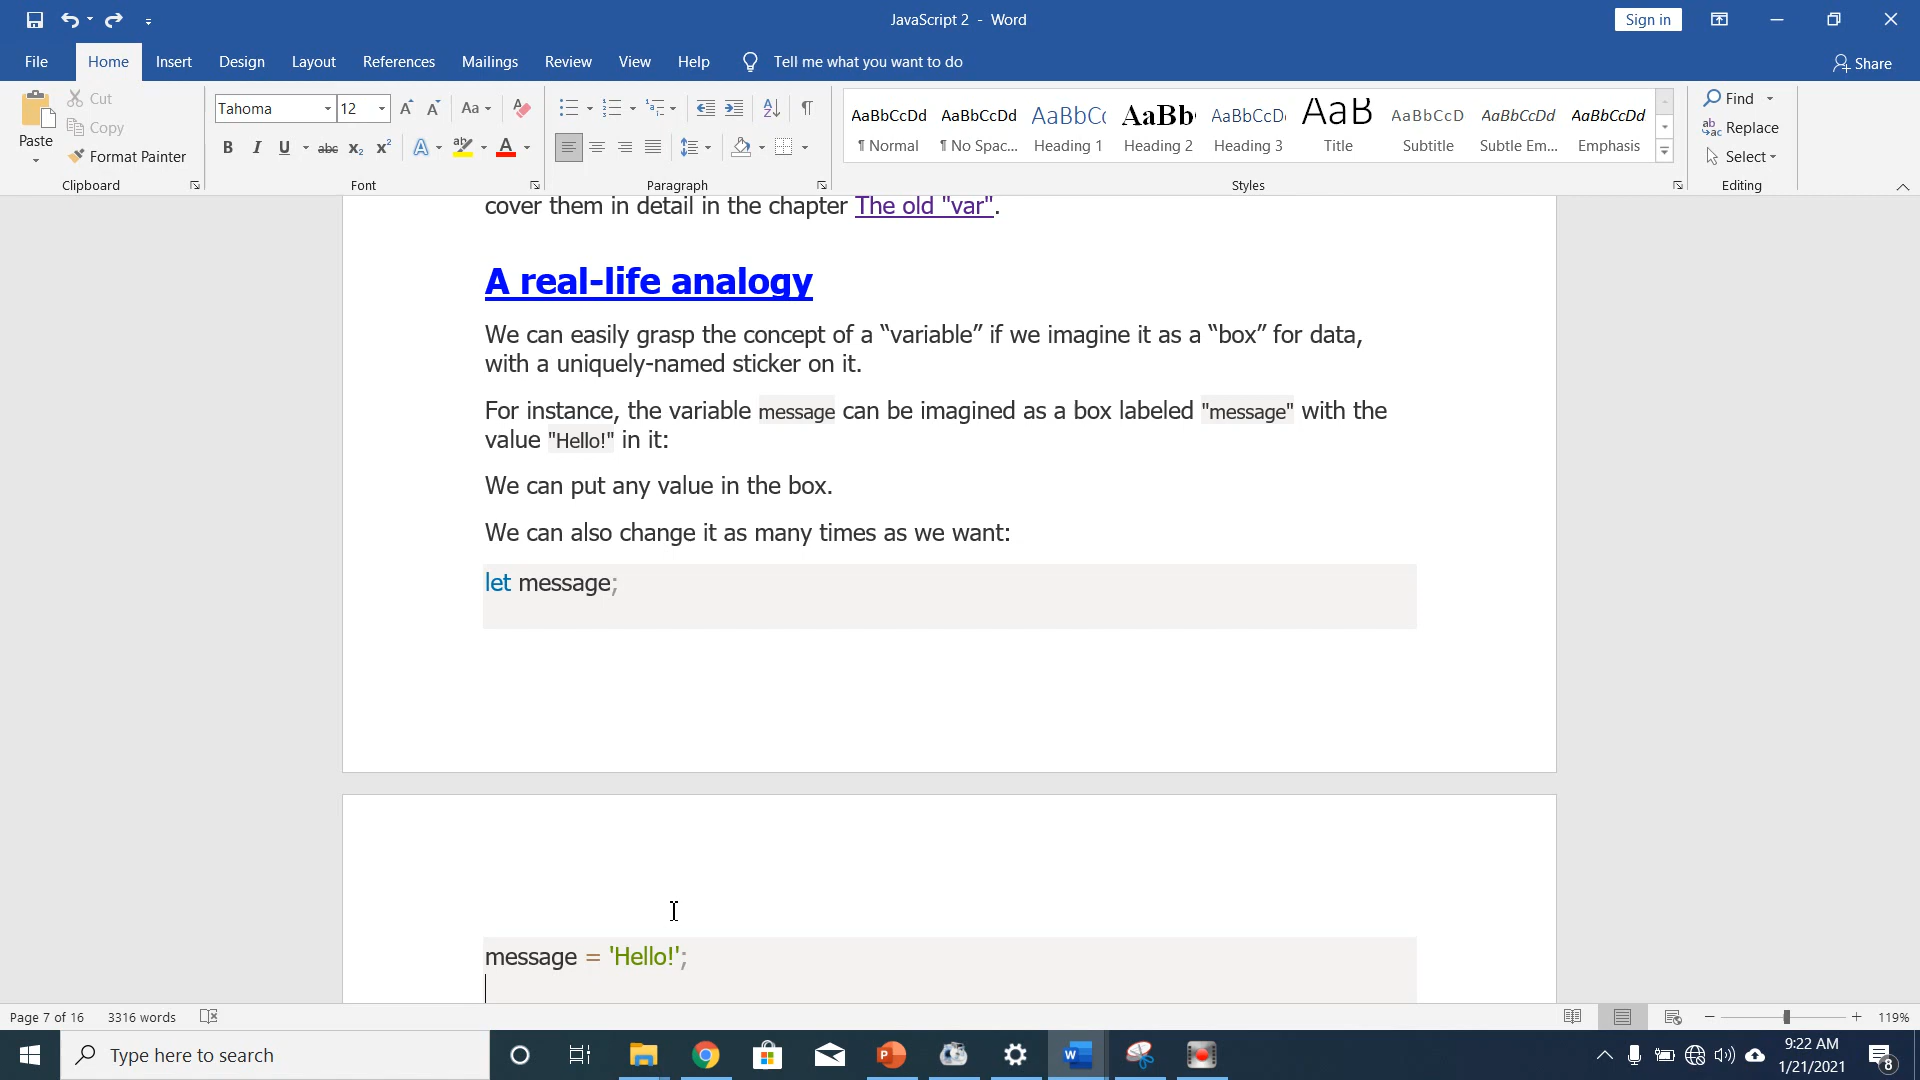 JavaScript 2 - Word
Sign in
File Home Insert Design Layout References Mailings Review View Help Tell me what you want to do
Share
Paste
Cut
Copy
Format Painter
Clipboard
Tahoma 12
Aa
B I U abc x₂ x² A ab A
Font
Paragraph
AaBbCcDd AaBbCcDd AaBbCc AaBb AaBbCcD AaB AaBbCcD AaBbCcDd AaBbCcDd
¶ Normal ¶ No Spac... Heading 1 Heading 2 Heading 3 Title Subtitle Subtle Em... Emphasis
Styles
Find
Replace
Select
Editing
cover them in detail in the chapter The old "var".
A real-life analogy
We can easily grasp the concept of a “variable” if we imagine it as a “box” for data,
with a uniquely-named sticker on it.
For instance, the variable message can be imagined as a box labeled "message" with the
value "Hello!" in it:
We can put any value in the box.
We can also change it as many times as we want:
let message;
message = 'Hello!';
Page 7 of 16 3316 words
119%
Type here to search
9:22 AM
1/21/2021
8